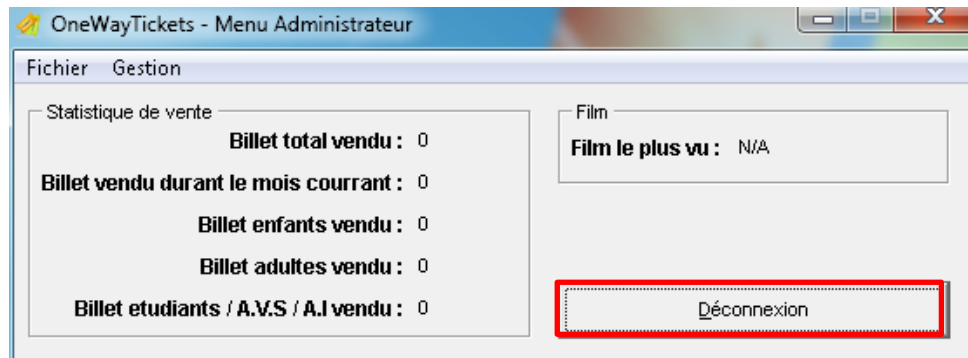 OneWayTickets - Menu Administrateur
Fichier Gestion
Statistique de vente
Billet total vendu : 0
Billet vendu durant le mois courrant : 0
Billet enfants vendu : 0
Billet adultes vendu : 0
Billet etudiants / A.V.S / A.I vendu : 0
Film
Film le plus vu : N/A
Déconnexion